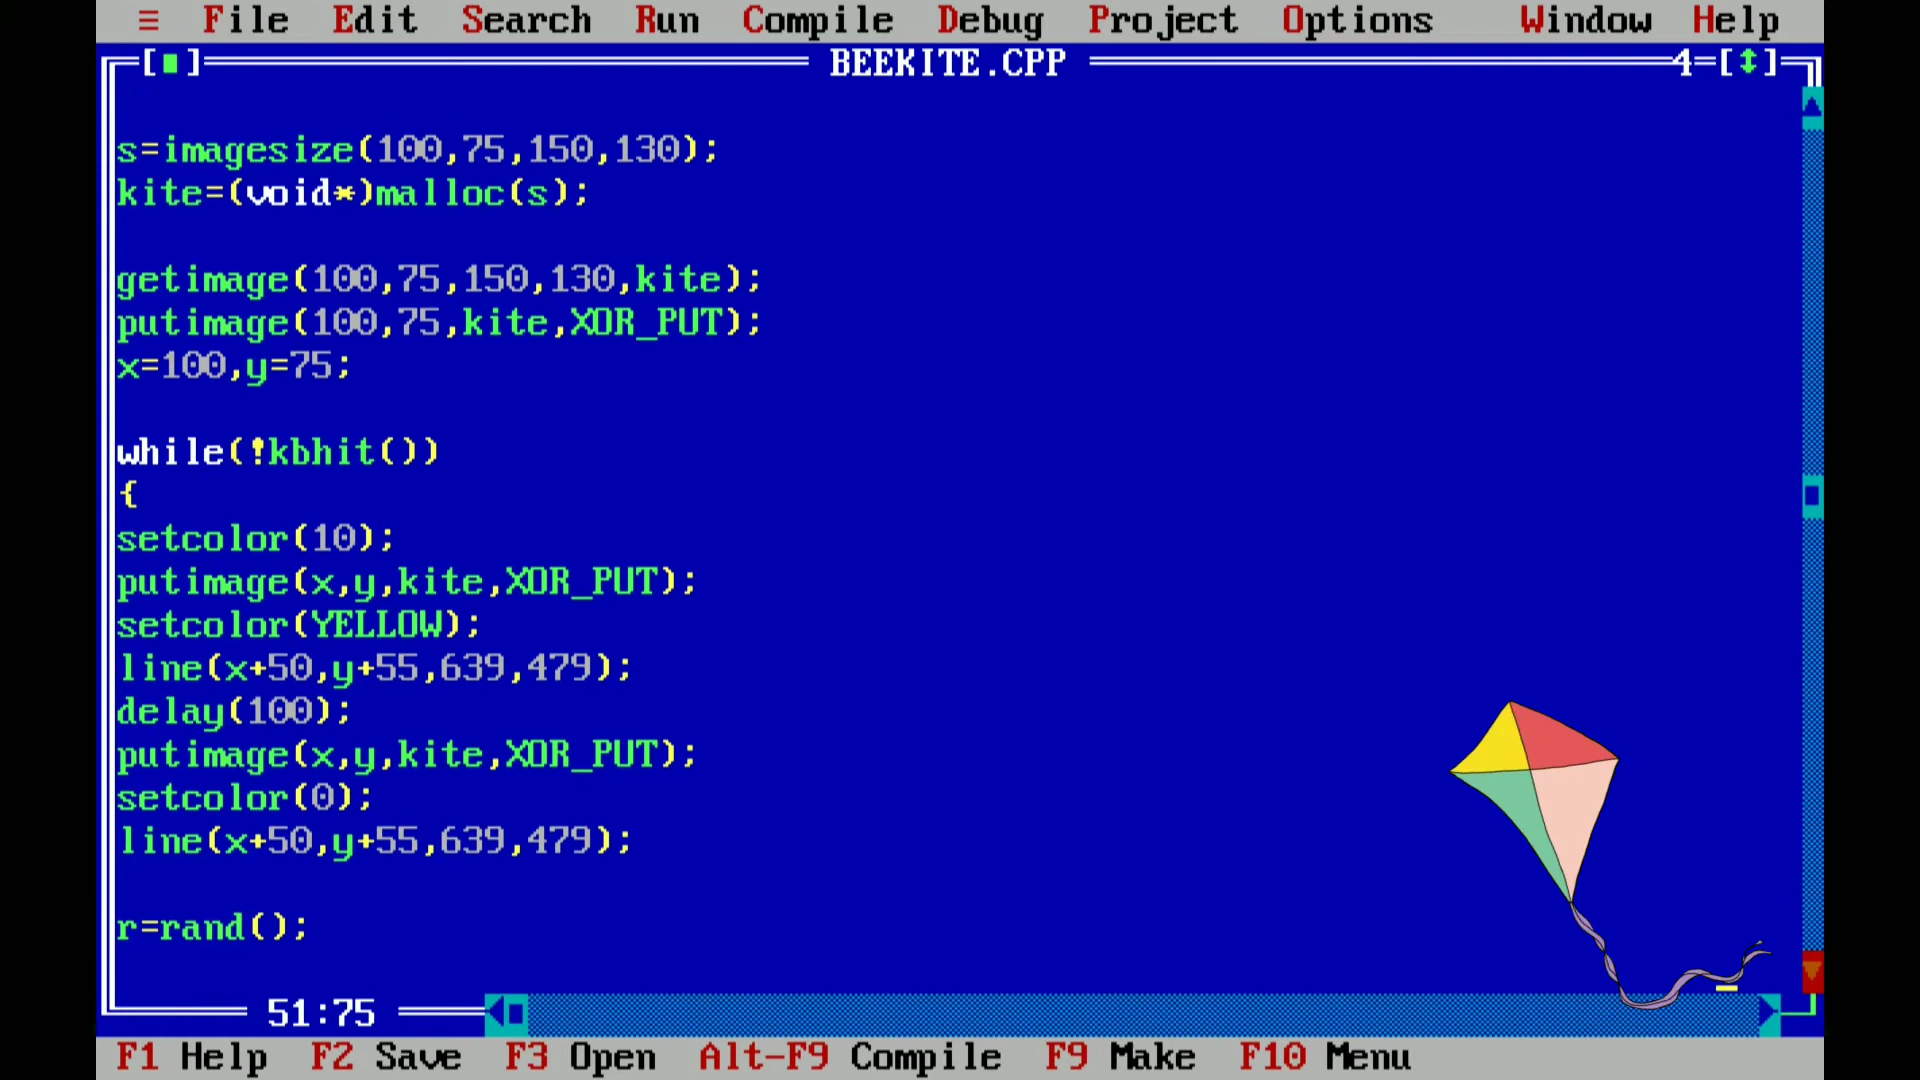 ≡ File Edit Search Run Compile Debug Project Options Window Help
[■] BEEKITE.CPP 4=[↕]
s=imagesize(100,75,150,130);
kite=(void*)malloc(s);
getimage(100,75,150,130,kite);
putimage(100,75,kite,XOR_PUT);
x=100,y=75;
while(!kbhit())
{
setcolor(10);
putimage(x,y,kite,XOR_PUT);
setcolor(YELLOW);
line(x+50,y+55,639,479);
delay(100);
putimage(x,y,kite,XOR_PUT);
setcolor(0);
line(x+50,y+55,639,479);
r=rand();
51:75
F1 Help F2 Save F3 Open Alt-F9 Compile F9 Make F10 Menu